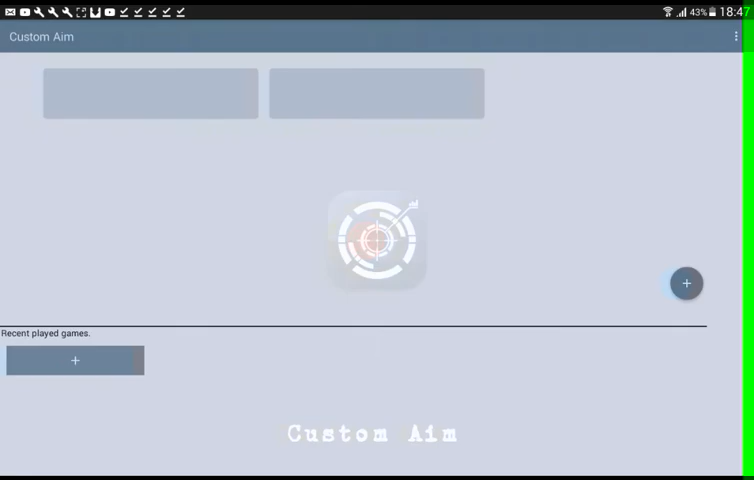 43% 18:47
Custom Aim
Recent played games.
+
Custom Aim